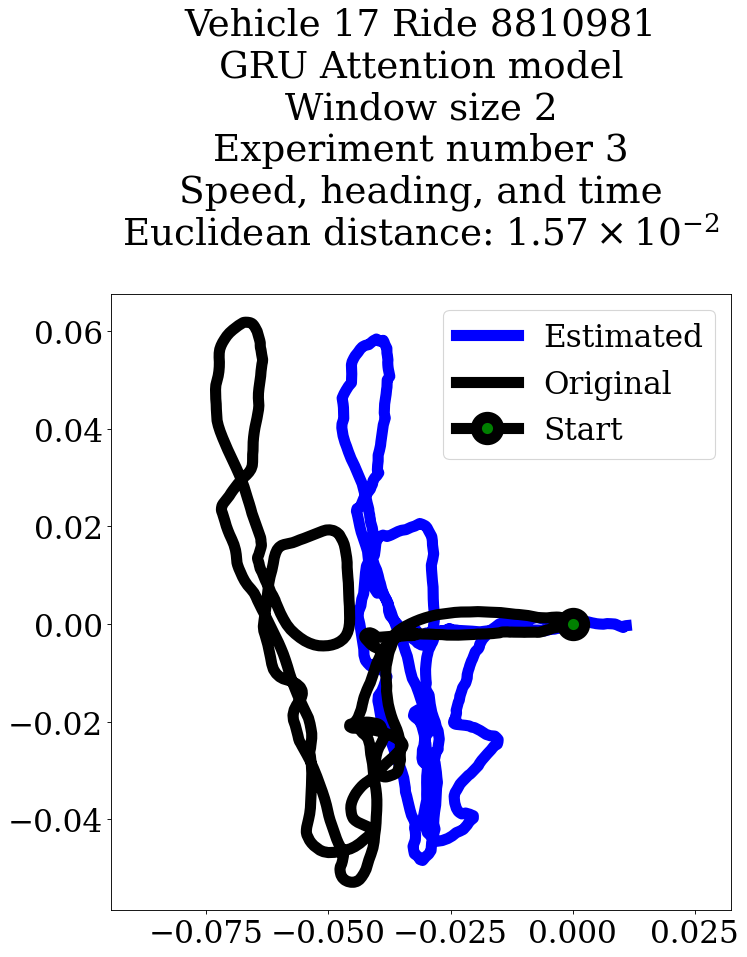 Vehicle 17 Ride 8810981
GRU Attention model
Window size 2
Experiment number 3
Speed, heading, and time
Euclidean distance: 1.57 × 10⁻²
Estimated
Original
Start
0.06
0.04
0.02
0.00
−0.02
−0.04
−0.075 −0.050 −0.025 0.000 0.025